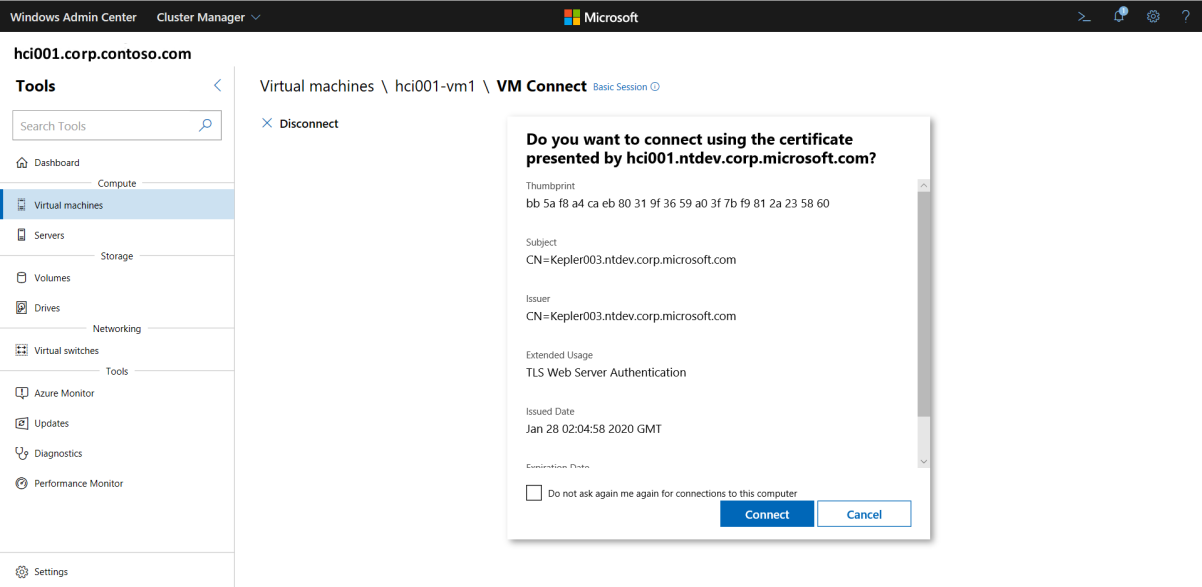 Windows Admin Center Cluster Manager Microsoft 1 ?
hci001.corp.contoso.com
Tools
Search Tools
Dashboard
Compute
Virtual machines
Servers
Storage
Volumes
Drives
Networking
Virtual switches
Tools
Azure Monitor
Updates
Diagnostics
Performance Monitor
Settings
Virtual machines \ hci001-vm1 \ VM Connect Basic Session
Disconnect
Do you want to connect using the certificate
presented by hci001.ntdev.corp.microsoft.com?
Thumbprint
bb 5a f8 a4 ca eb 80 31 9f 36 59 a0 3f 7b f9 81 2a 23 58 60
Subject
CN=Kepler003.ntdev.corp.microsoft.com
Issuer
CN=Kepler003.ntdev.corp.microsoft.com
Extended Usage
TLS Web Server Authentication
Issued Date
Jan 28 02:04:58 2020 GMT
Expiration Date
Do not ask again me again for connections to this computer
Connect Cancel